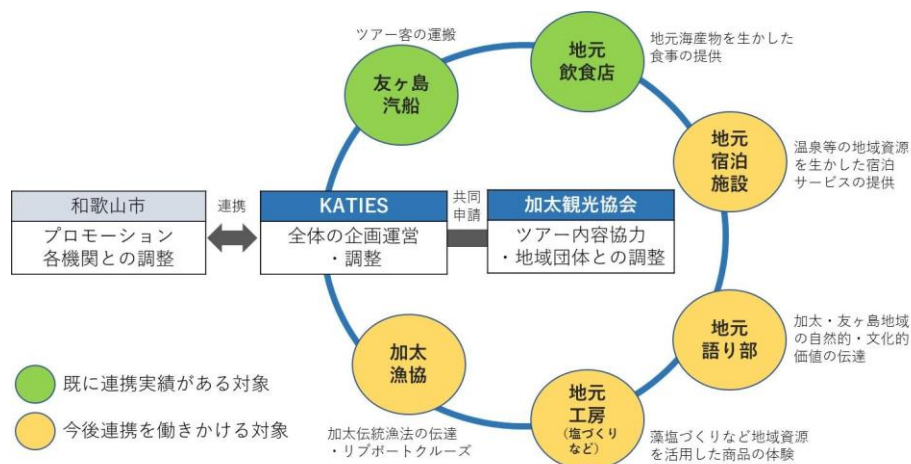 ツアー客の運搬
友ヶ島
汽船
地元
飲食店
地元海産物を生かした
食事の提供
地元
宿泊
施設
温泉等の地域資源
を生かした宿泊
サービスの提供
和歌山市
プロモーション
各機関との調整
連携
KATIES
全体の企画運営
・調整
共同
申請
加太観光協会
ツアー内容協力
・地域団体との調整
地元
語り部
加太・友ヶ島地域
の自然的・文化的
価値の伝達
加太
漁協
加太伝統漁法の伝達
・リブボートクルーズ
地元
工房
(塩づくり
など)
藻塩づくりなど地域資源
を活用した商品の体験
既に連携実績がある対象
今後連携を働きかける対象